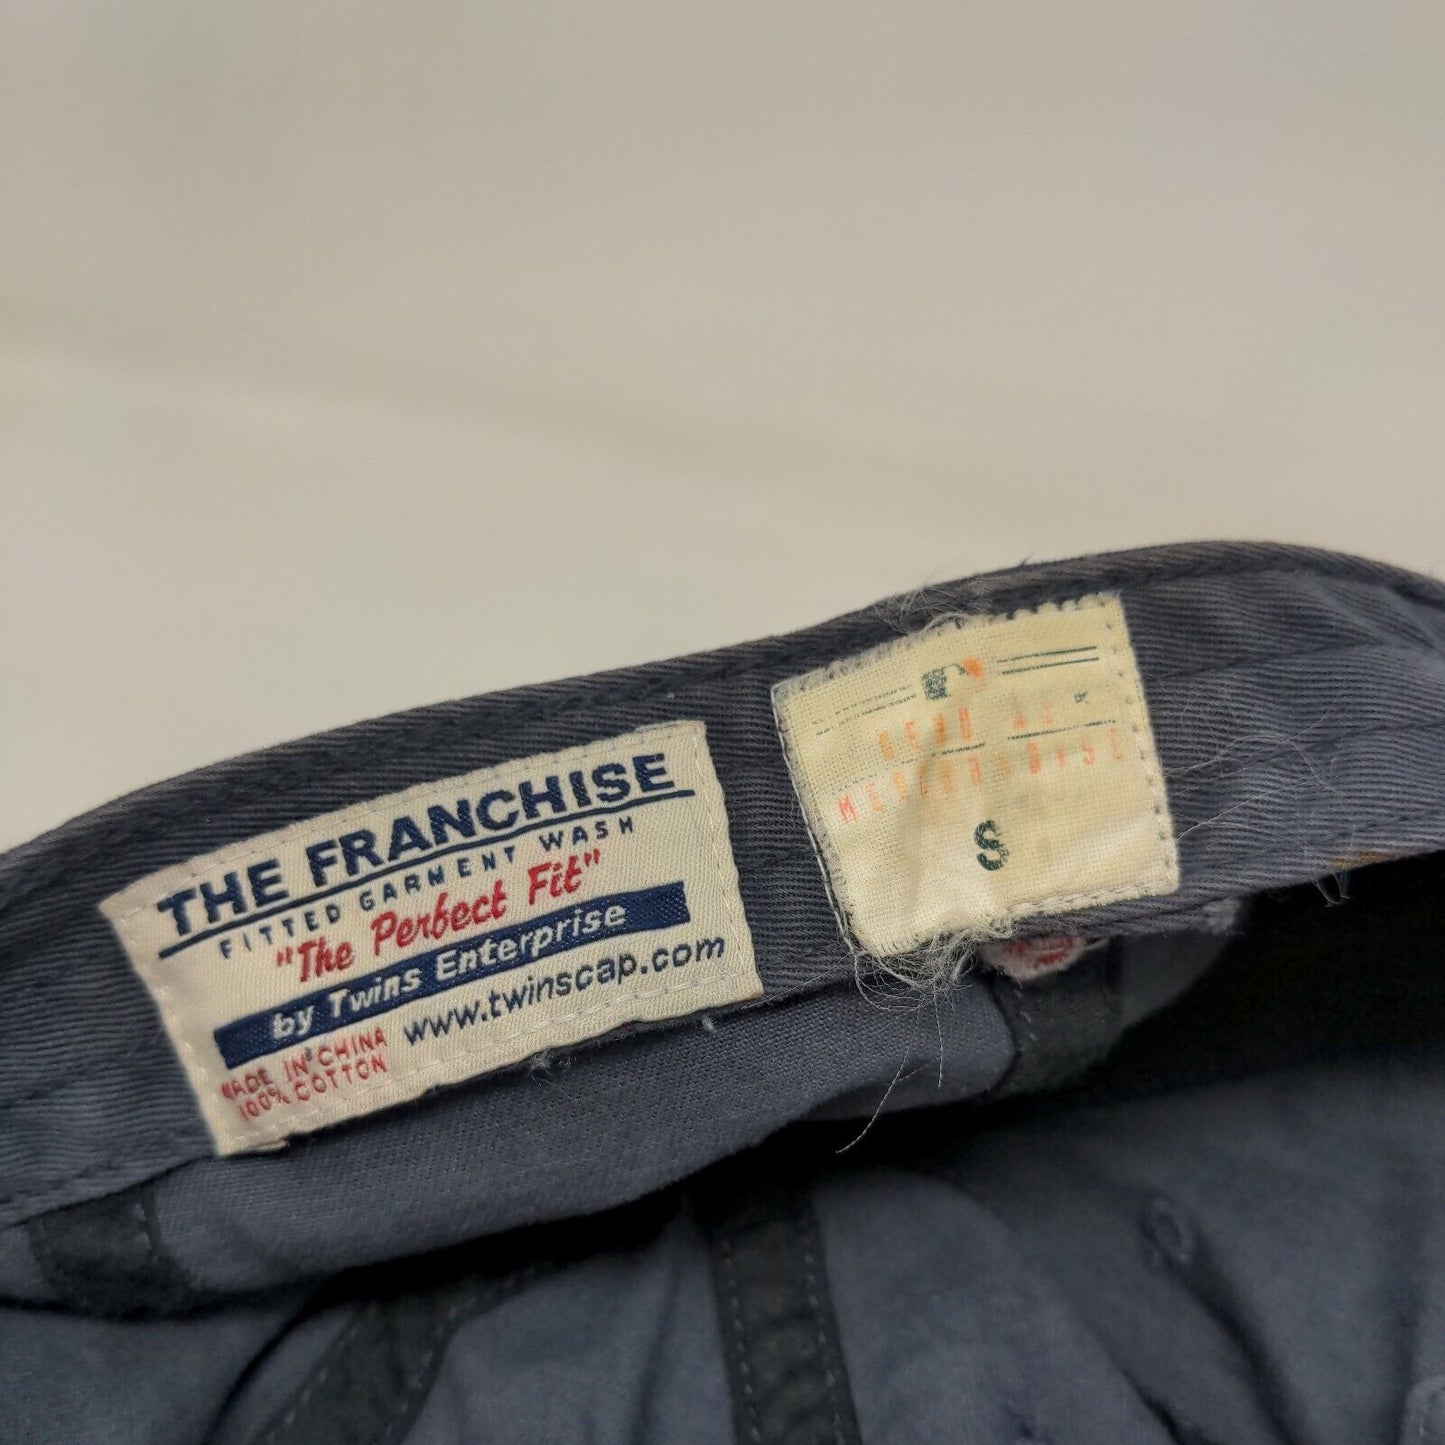 THE FRANCHISE
FITTED GARMENT WASH
"The Perfect Fit"
by Twins Enterprise
www.twinscap.com
MADE IN CHINA
100% COTTON
S